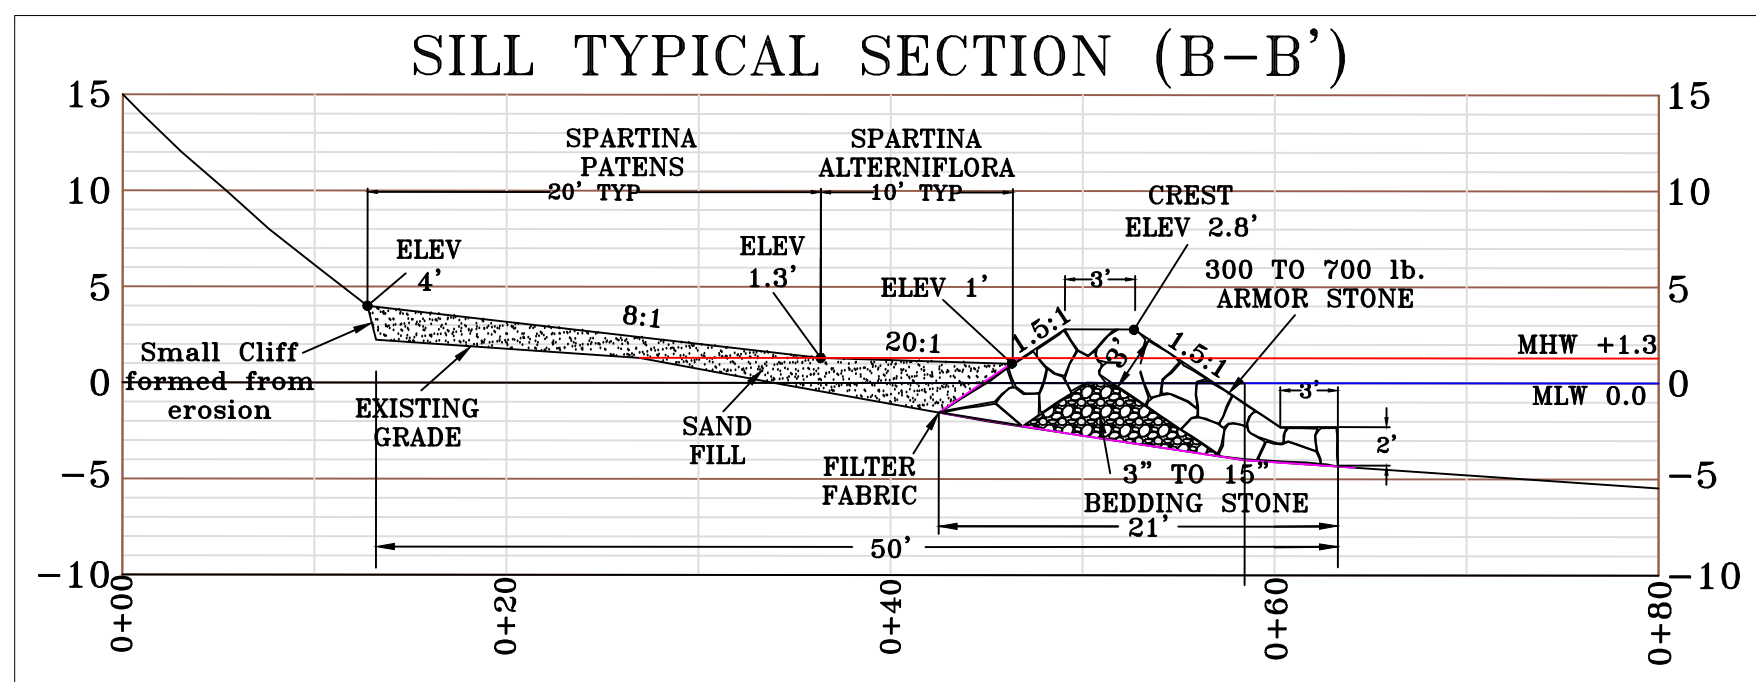 SILL TYPICAL SECTION (B-B')
15
15
SPARTINA
PATENS
20' TYP
SPARTINA
ALTERNIFLORA
10' TYP
10
10
CREST
ELEV 2.8'
ELEV
4'
ELEV
1.3'
ELEV 1'
3'
300 TO 700 lb.
ARMOR STONE
5
5
8:1
20:1
1.5:1
3'
1.5:1
MHW +1.3
Small Cliff
formed from
erosion
0
0
MLW 0.0
3'
2'
EXISTING
GRADE
SAND
FILL
FILTER
FABRIC
3" TO 15"
BEDDING STONE
-5
-5
21'
50'
-10
-10
0+00
0+20
0+40
0+60
0+80